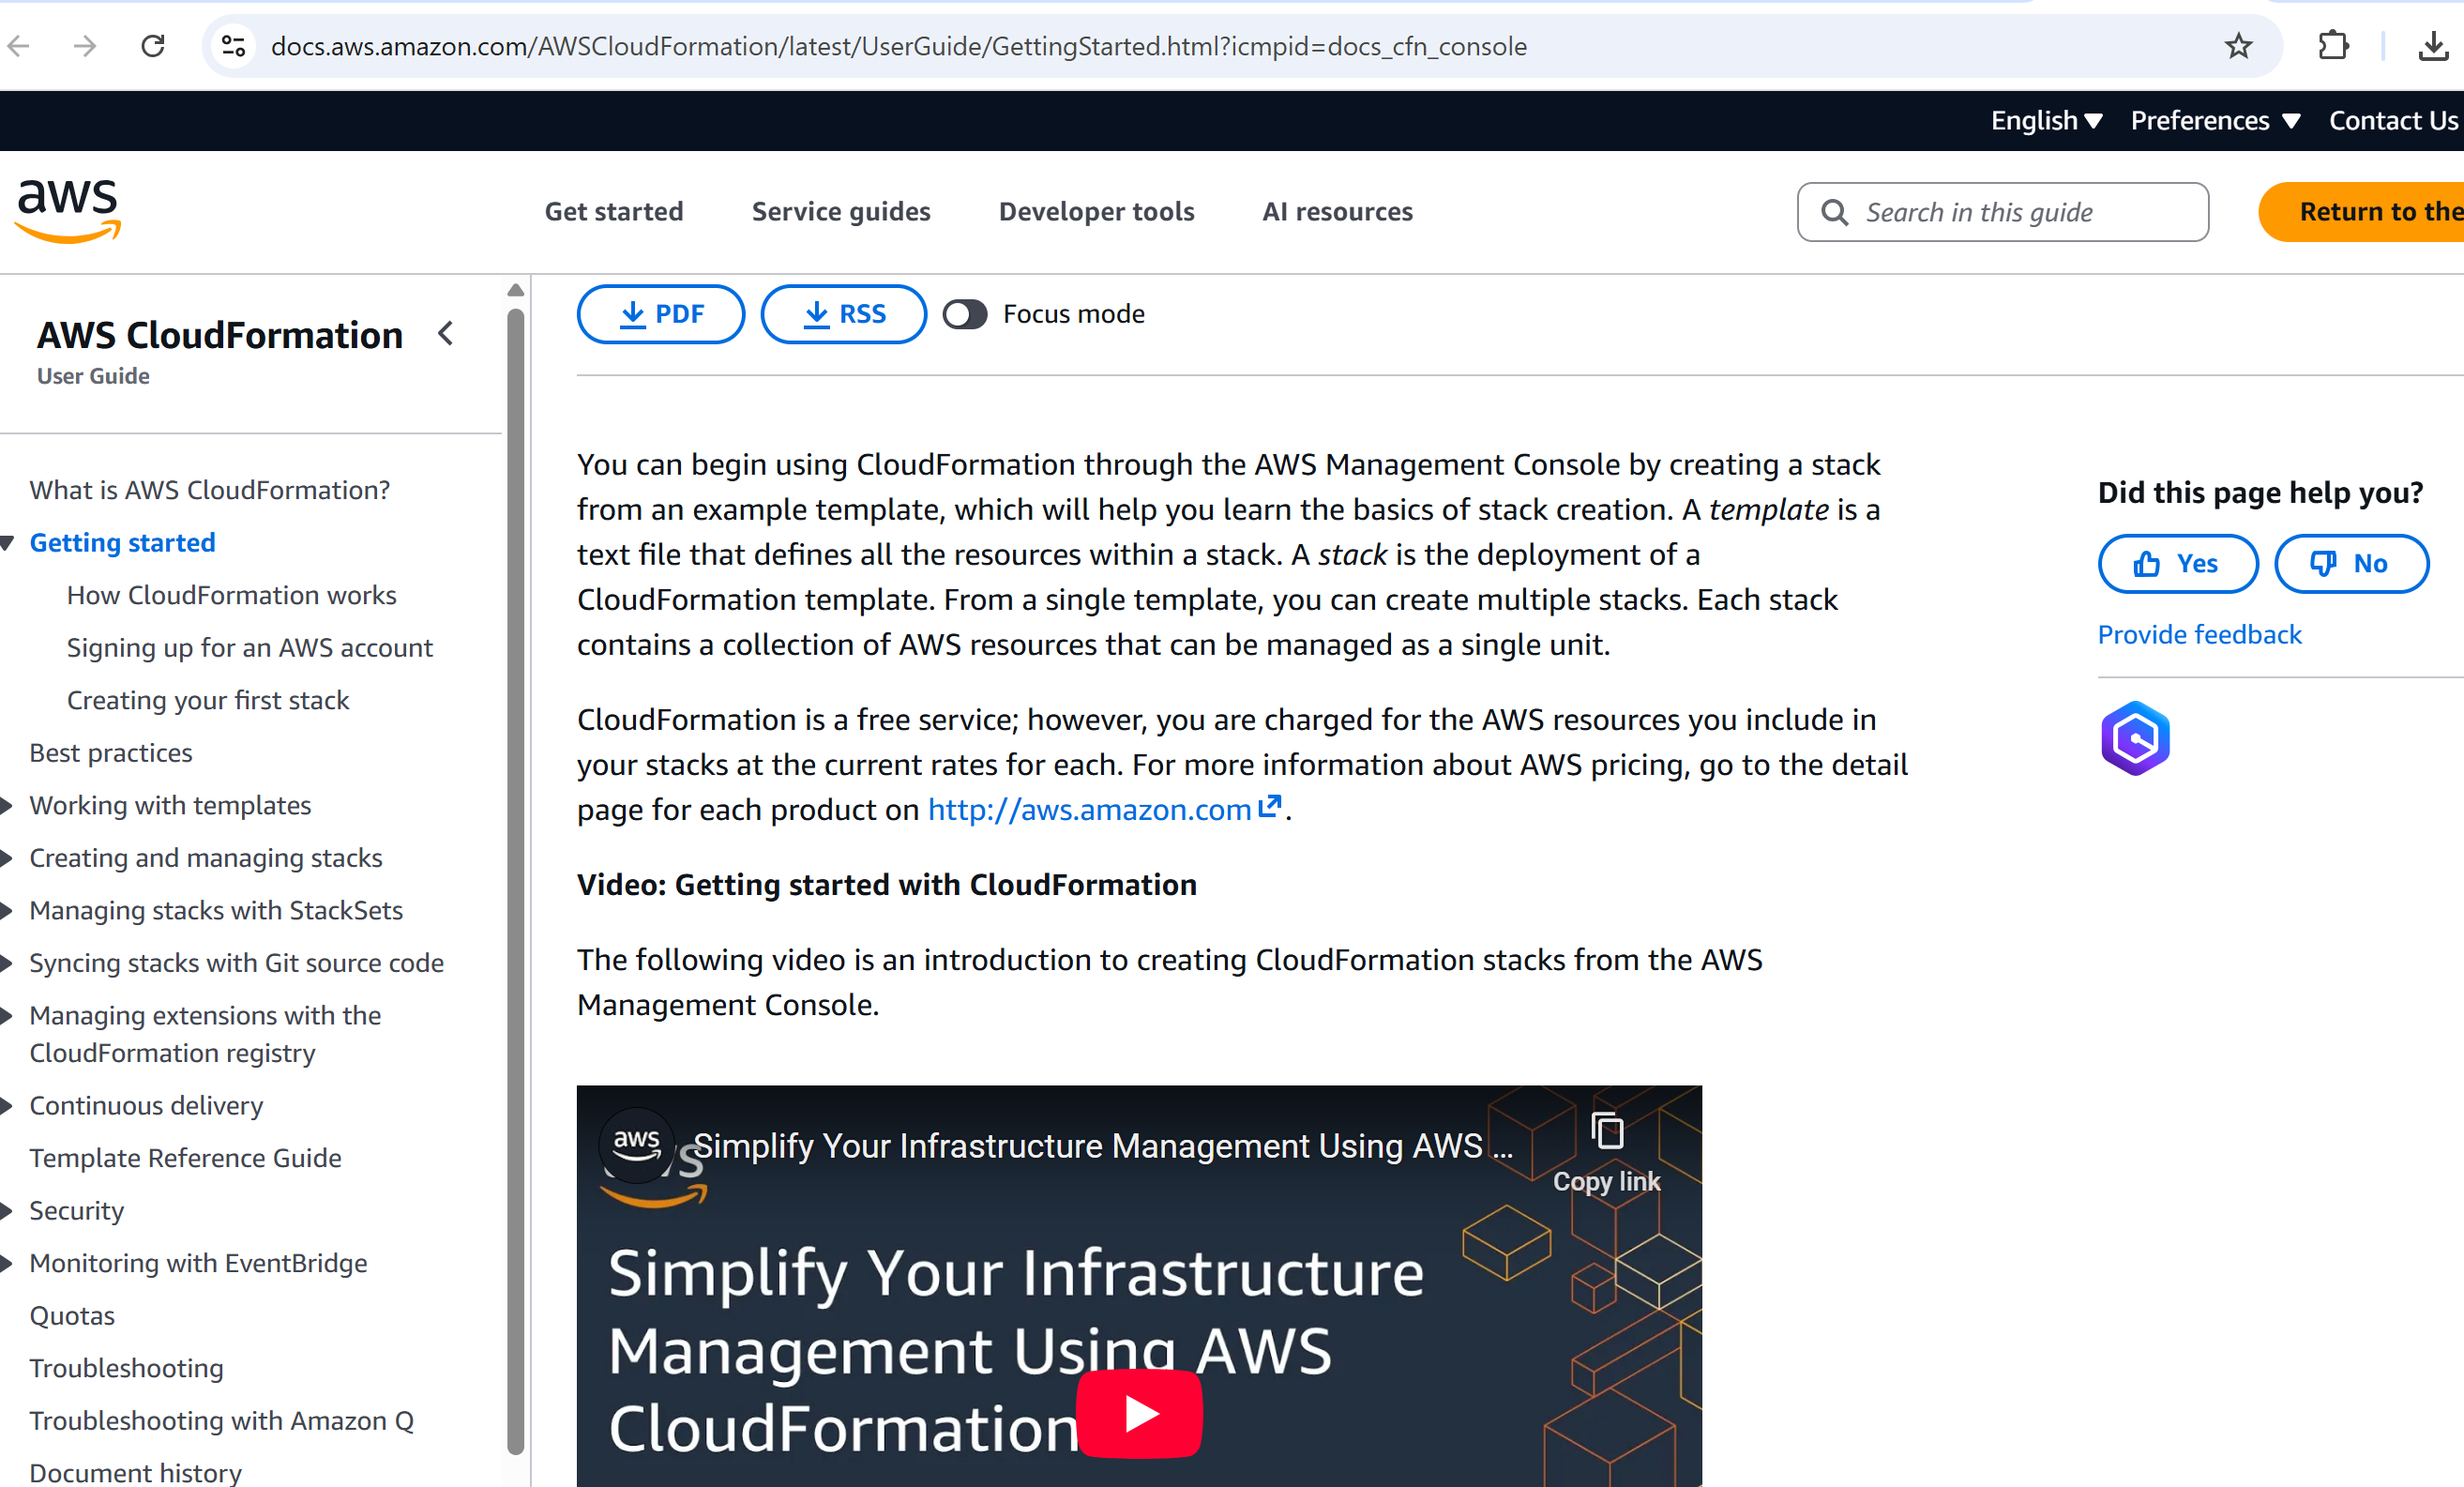 docs.aws.amazon.com/AWSCloudFormation/latest/UserGuide/GettingStarted.html?icmpid=docs_cfn_console
English Preferences Contact Us
aws
Get started Service guides Developer tools AI resources
Search in this guide
Return to the
AWS CloudFormation
User Guide
What is AWS CloudFormation?
Getting started
How CloudFormation works
Signing up for an AWS account
Creating your first stack
Best practices
Working with templates
Creating and managing stacks
Managing stacks with StackSets
Syncing stacks with Git source code
Managing extensions with the
CloudFormation registry
Continuous delivery
Template Reference Guide
Security
Monitoring with EventBridge
Quotas
Troubleshooting
Troubleshooting with Amazon Q
Document history
PDF RSS Focus mode
You can begin using CloudFormation through the AWS Management Console by creating a stack
from an example template, which will help you learn the basics of stack creation. A template is a
text file that defines all the resources within a stack. A stack is the deployment of a
CloudFormation template. From a single template, you can create multiple stacks. Each stack
contains a collection of AWS resources that can be managed as a single unit.
CloudFormation is a free service; however, you are charged for the AWS resources you include in
your stacks at the current rates for each. For more information about AWS pricing, go to the detail
page for each product on http://aws.amazon.com.
Video: Getting started with CloudFormation
The following video is an introduction to creating CloudFormation stacks from the AWS
Management Console.
aws
Simplify Your Infrastructure Management Using AWS ...
Copy link
Simplify Your Infrastructure
Management Using AWS
CloudFormation
Did this page help you?
Yes No
Provide feedback